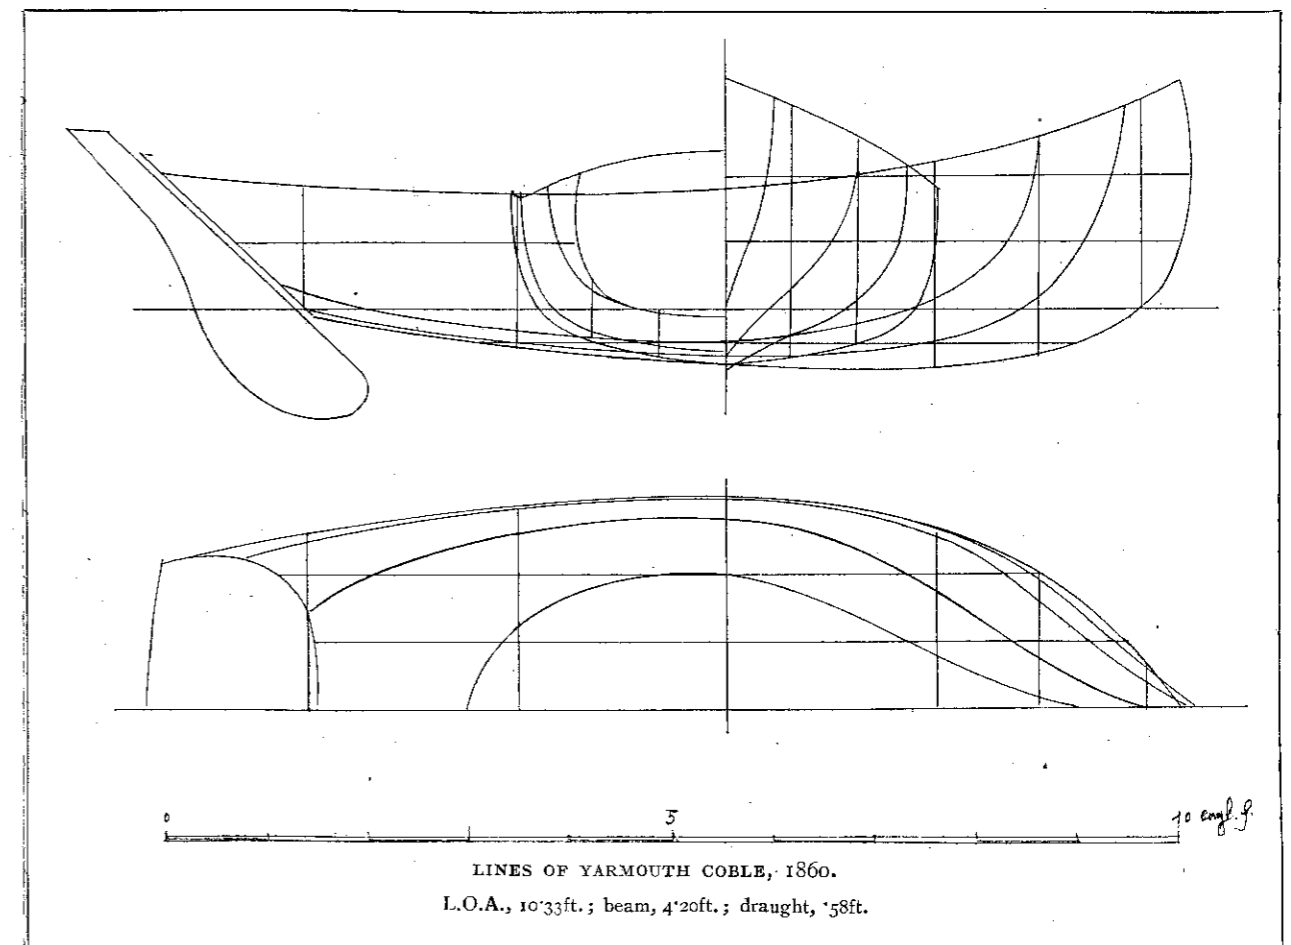 0 5 10 engl. f.
LINES OF YARMOUTH COBLE, 1860.
L.O.A., 10·33ft.; beam, 4·20ft.; draught, ·58ft.